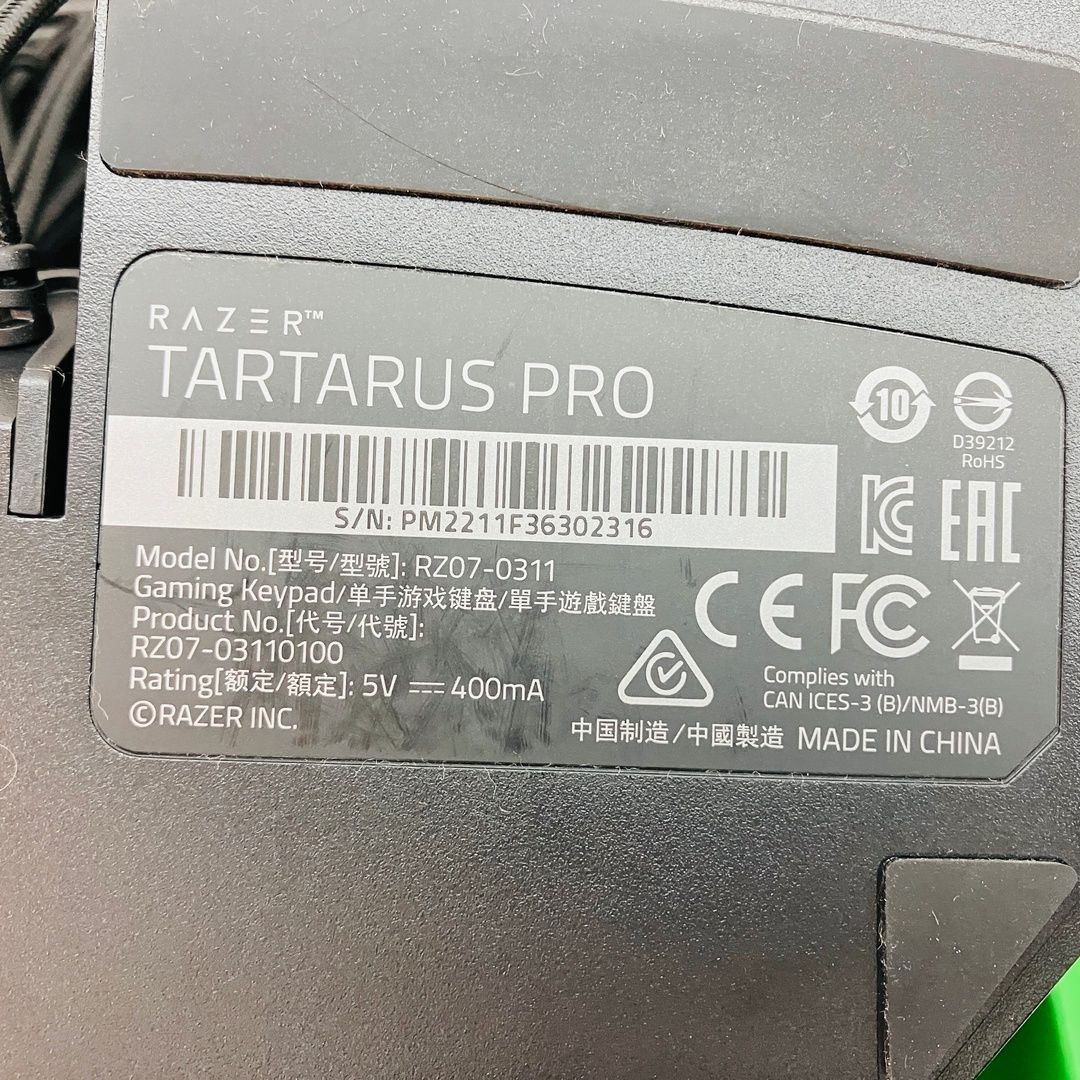 RAZER™
TARTARUS PRO
S/N: PM2211F36302316
Model No.[型号/型號]: RZ07-0311
Gaming Keypad/单手游戏键盘/單手遊戲鍵盤
Product No.[代号/代號]:
RZ07-03110100
Rating[额定/額定]: 5V ⎓ 400mA
©RAZER INC.
10
D39212
RoHS
EAC
CE FC
Complies with
CAN ICES-3 (B)/NMB-3(B)
中国制造/中國製造 MADE IN CHINA